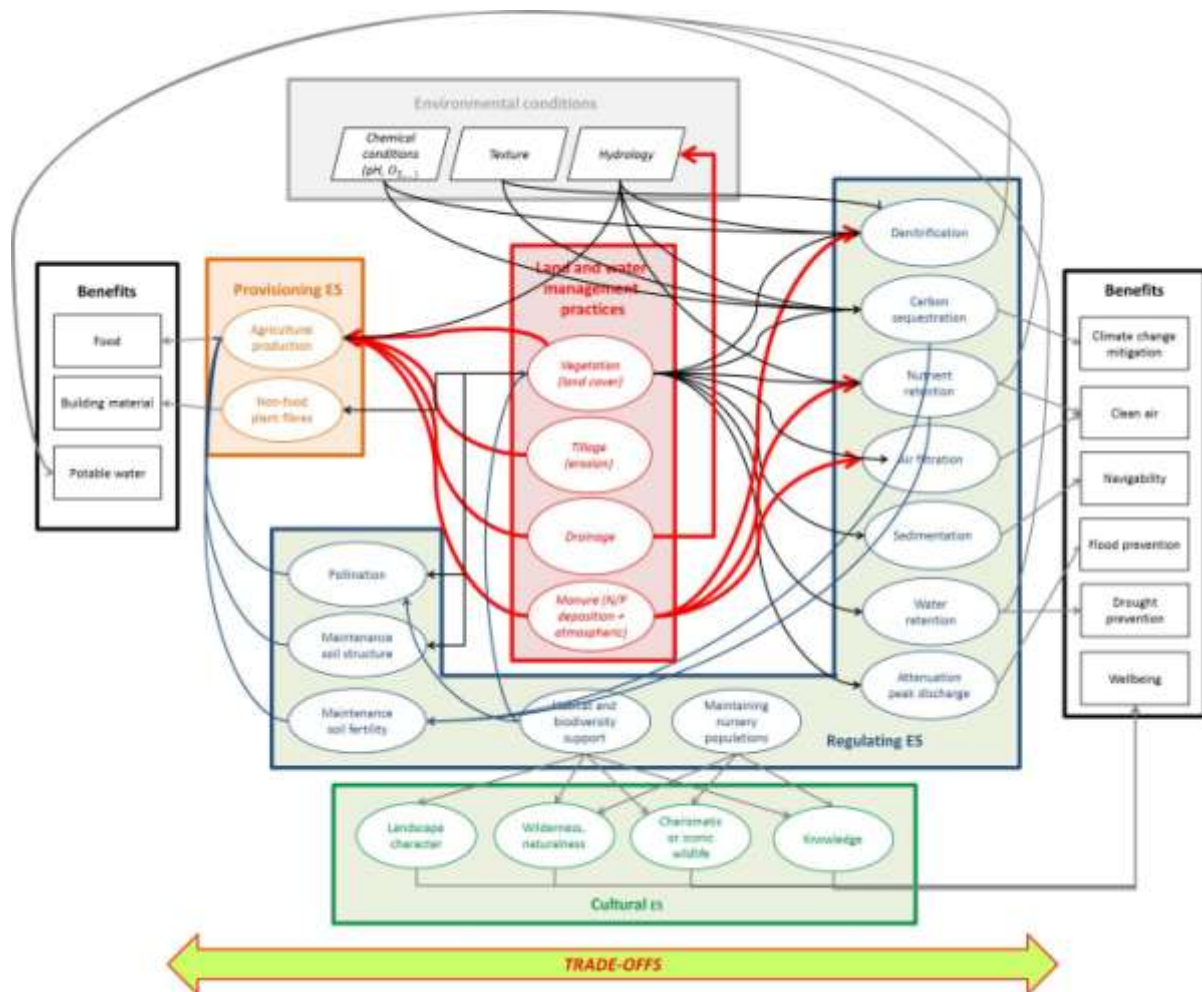 Environmental conditions
Chemical
conditions
(pH, O₂,...)
Texture
Hydrology
Benefits
Food
Building material
Potable water
Provisioning ES
Agricultural
production
Non-food
plant fibres
Land and water
management
practices
Vegetation
(land cover)
Tillage
(erosion)
Drainage
Manure (N/P
deposition +
atmospheric)
Denitrification
Carbon
sequestration
Nutrient
retention
Air filtration
Sedimentation
Water
retention
Attenuation
peak discharge
Regulating ES
Benefits
Climate change
mitigation
Clean air
Navigability
Flood prevention
Drought
prevention
Wellbeing
Pollination
Maintenance
soil structure
Maintenance
soil fertility
Habitat and
biodiversity
support
Maintaining
nursery
populations
Landscape
character
Wilderness,
naturalness
Charismatic
or iconic
wildlife
Knowledge
Cultural ES
TRADE-OFFS